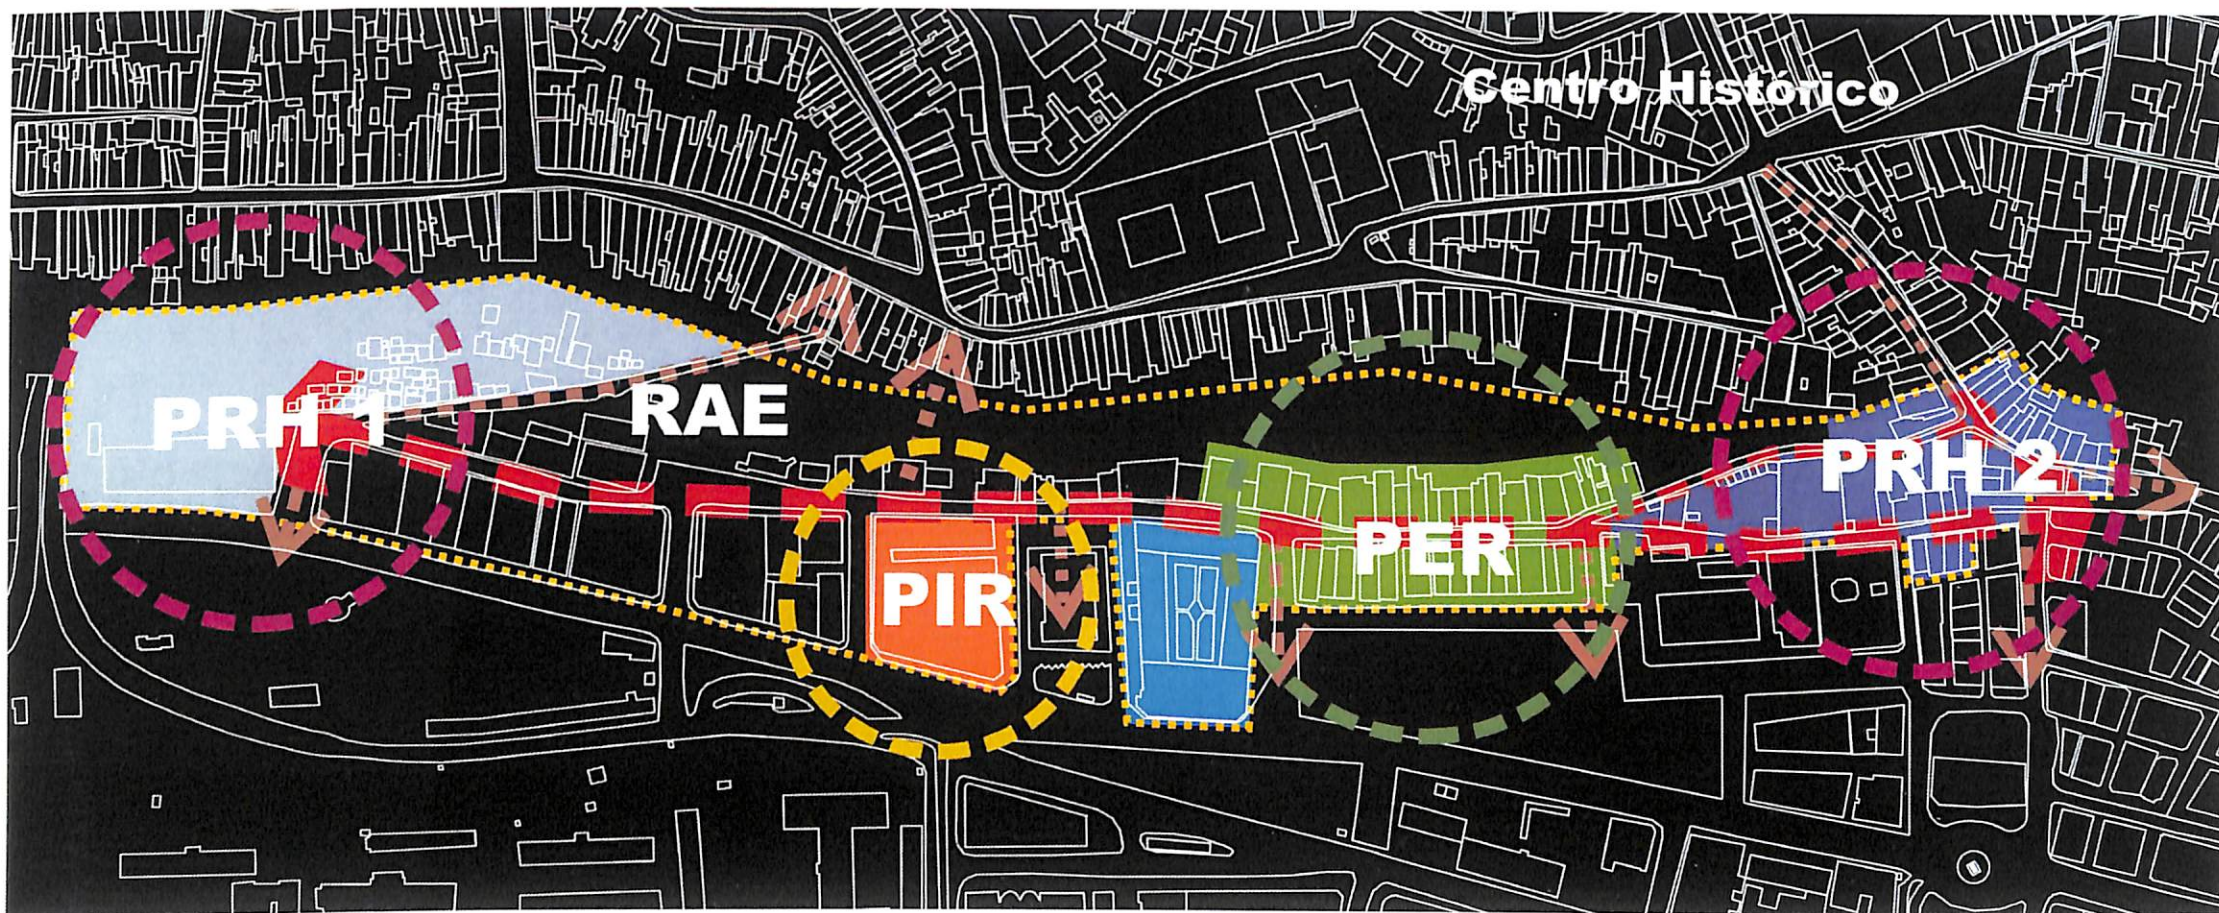 Centro Histórico
PRH 1
RAE
PIR
PER
PRH 2